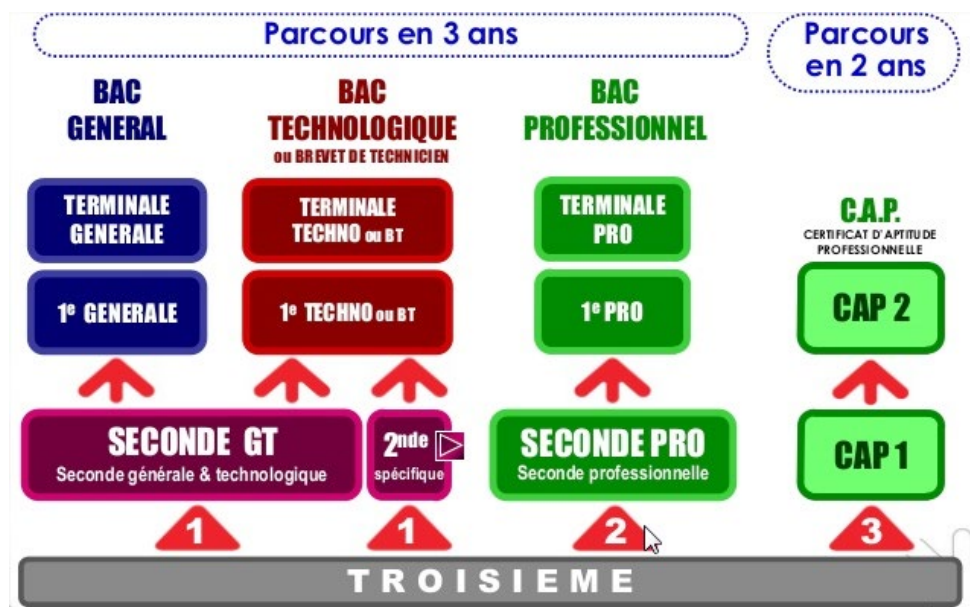 Parcours en 3 ans
Parcours
en 2 ans
BAC
GENERAL
BAC
TECHNOLOGIQUE
ou BREVET DE TECHNICIEN
BAC
PROFESSIONNEL
TERMINALE
GENERALE
TERMINALE
TECHNO ou BT
TERMINALE
PRO
C.A.P.
CERTIFICAT D'APTITUDE
PROFESSIONNELLE
1e GENERALE
1e TECHNO ou BT
1e PRO
CAP 2
SECONDE GT
Seconde générale & technologique
2nde
spécifique
SECONDE PRO
Seconde professionnelle
CAP 1
1
1
2
3
TROISIEME